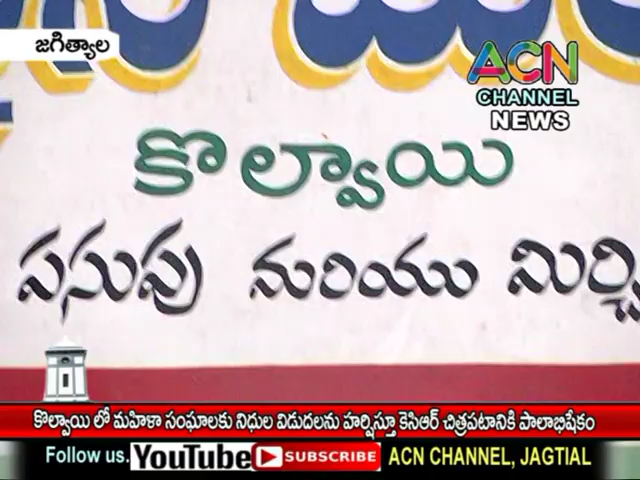 జగిత్యాల
ACN
CHANNEL
NEWS
కొల్వాయి
పసుపు మరియు మిర్చి
కొల్వాయి లో మహిళా సంఘాలకు నిధుల విడుదలను హర్షిస్తూ కెసిఆర్ చిత్రపటానికి పాలాభిషేకం
Follow us. YouTube SUBSCRIBE ACN CHANNEL, JAGTIAL